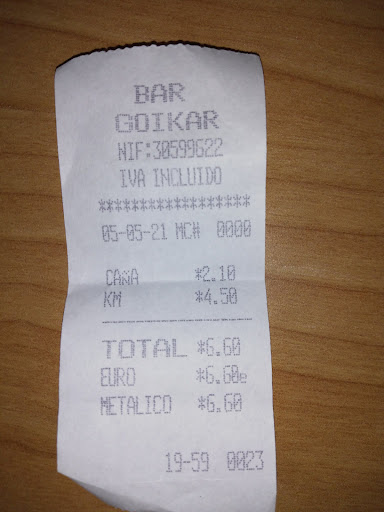 BAR
GOIKAR
NIF:30599622
IVA INCLUIDO
******************
05-05-21 MC# 0000
CAÑA *2.10
KM *4.50
TOTAL *6.60
EURO *6.60e
METALICO *6.60
19-59 0023